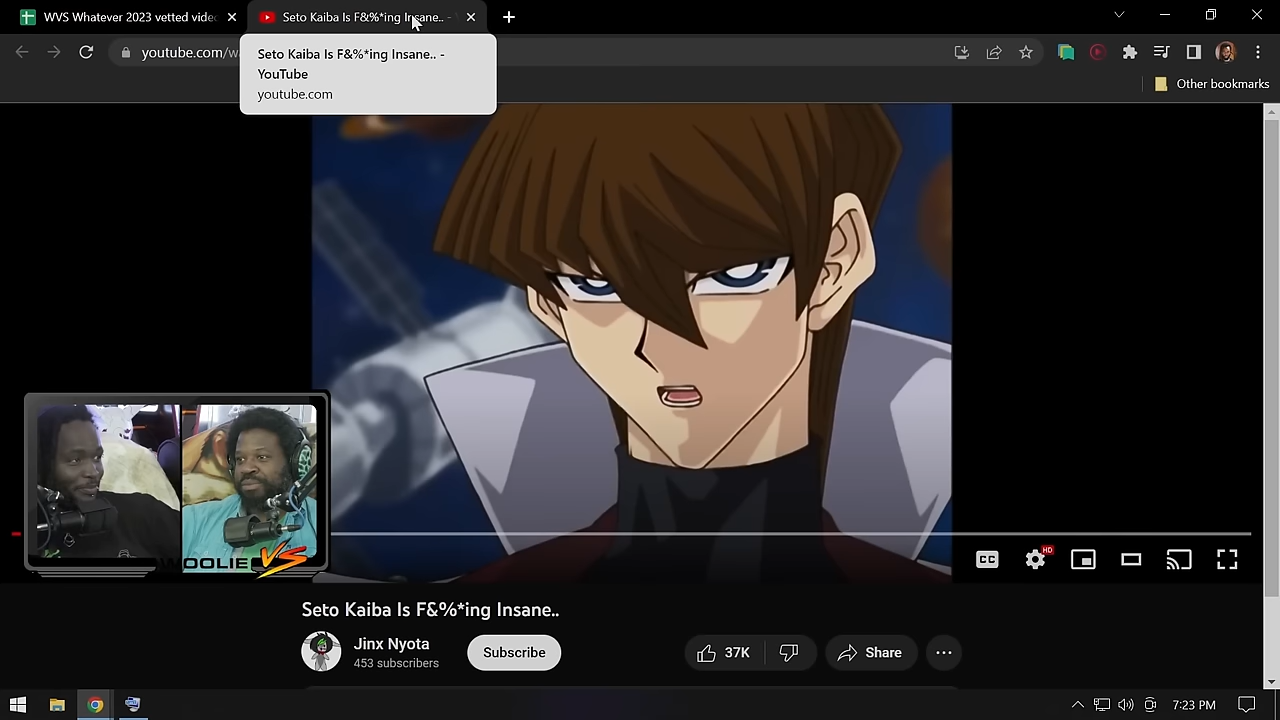 WVS Whatever 2023 vetted vide
Seto Kaiba Is F&%*ing Insane.. -
youtube.com/wa
Seto Kaiba Is F&%*ing Insane.. -
YouTube
youtube.com
Other bookmarks
WOOLIE VS
CC
HD
Seto Kaiba Is F&%*ing Insane..
Jinx Nyota
453 subscribers
Subscribe
37K
Share
7:23 PM